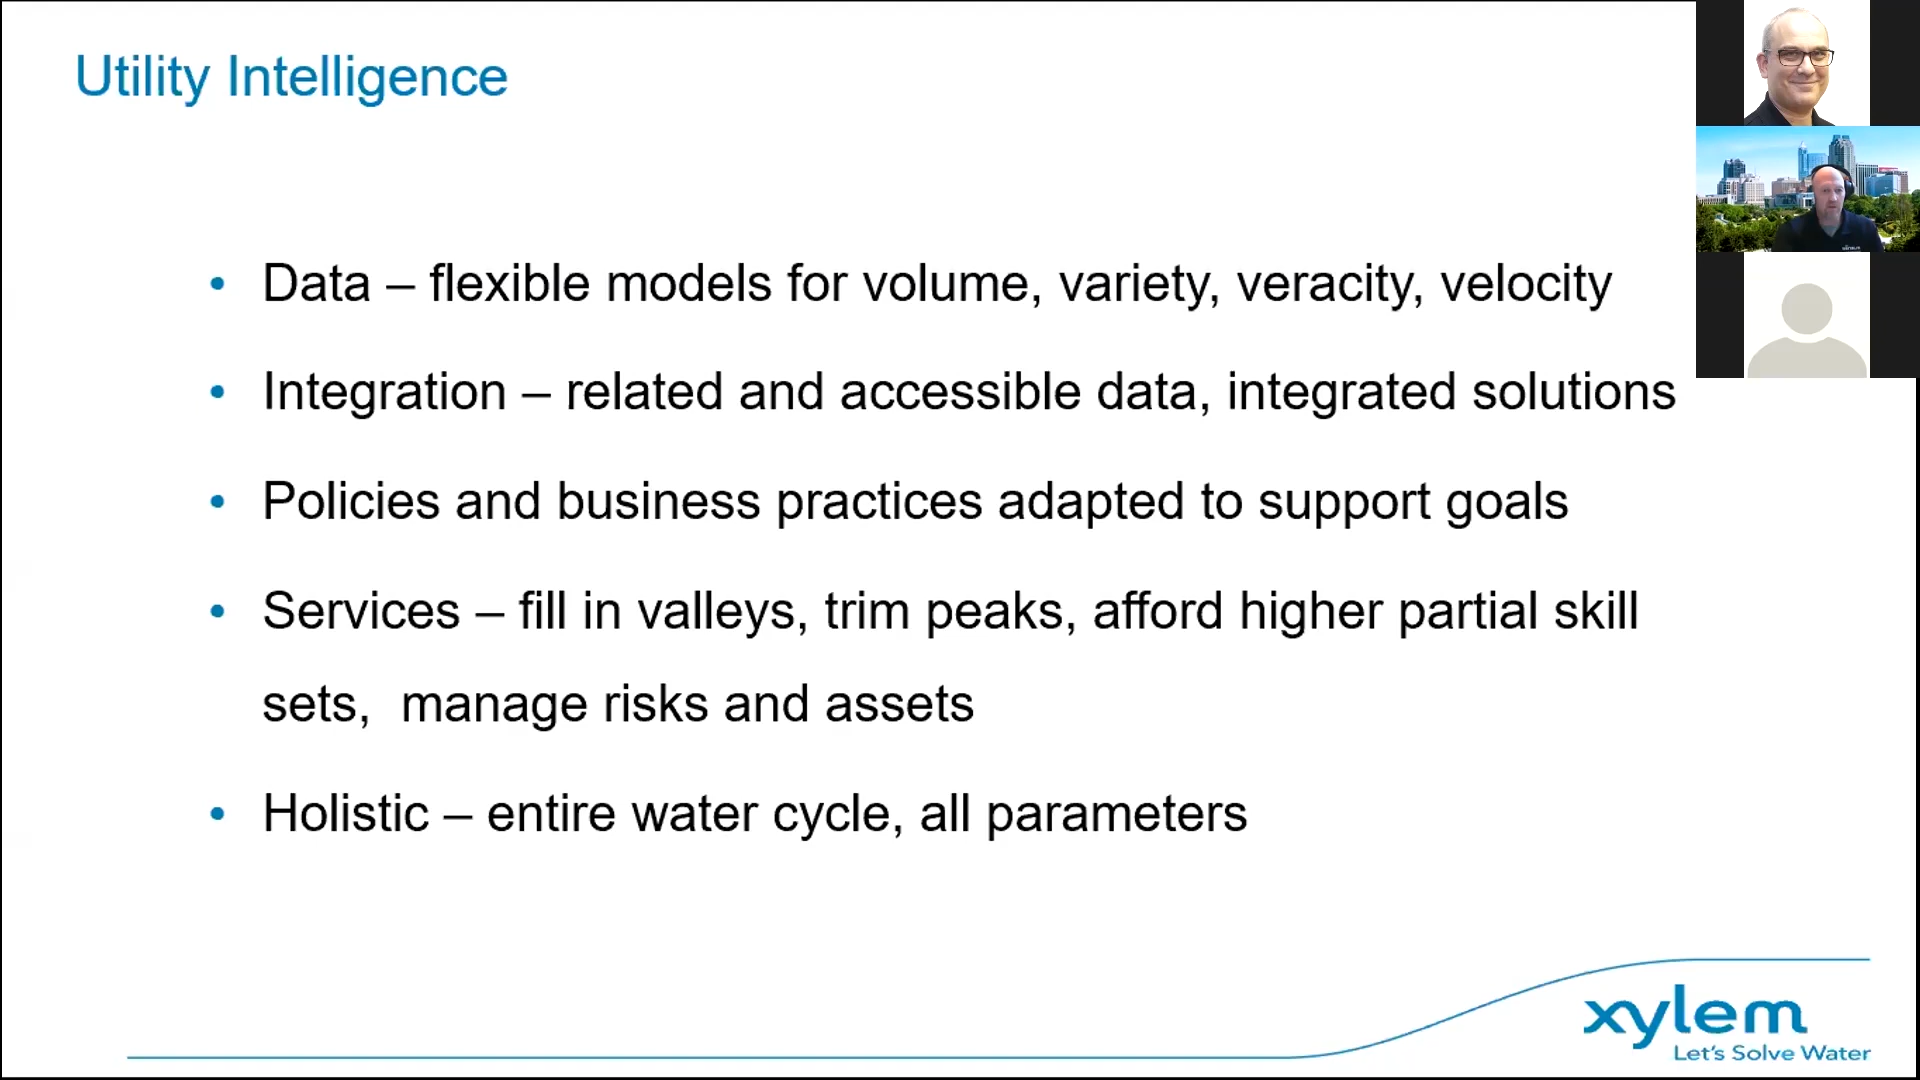 Utility Intelligence
• Data – flexible models for volume, variety, veracity, velocity
• Integration – related and accessible data, integrated solutions
• Policies and business practices adapted to support goals
• Services – fill in valleys, trim peaks, afford higher partial skill
sets,  manage risks and assets
• Holistic – entire water cycle, all parameters
xylem
Let's Solve Water